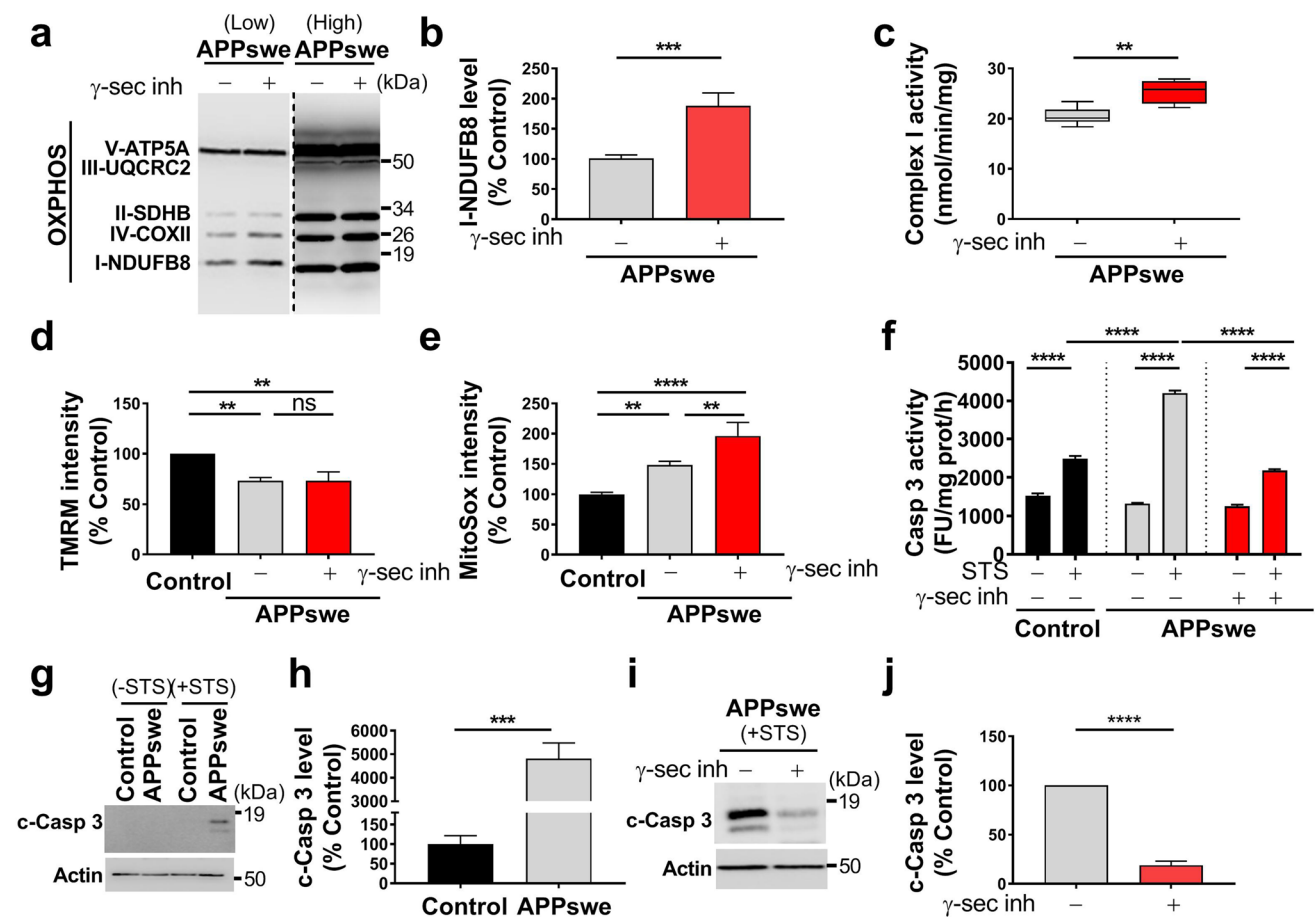 a
(Low) (High)
APPswe APPswe
γ-sec inh − + − + (kDa)
OXPHOS
V-ATP5A
III-UQCRC2
II-SDHB
IV-COXII
I-NDUFB8
50
34
26
19
b
***
I-NDUFB8 level
(% Control)
250
200
150
100
50
0
γ-sec inh − +
APPswe
c
**
Complex I activity
(nmol/min/mg)
30
20
10
0
γ-sec inh − +
APPswe
d
**
** ns
TMRM intensity
(% Control)
150
100
50
0
Control − + γ-sec inh
APPswe
e
****
** **
MitoSox intensity
(% Control)
250
200
150
100
50
0
Control − + γ-sec inh
APPswe
f
**** ****
**** **** ****
Casp 3 activity
(FU/mg prot/h)
5000
4000
3000
2000
1000
0
STS − + − + − +
γ-sec inh − − − − + +
Control APPswe
g
(-STS)(+STS)
Control
APPswe
Control
APPswe
(kDa)
c-Casp 3
19
Actin
50
h
***
c-Casp 3 level
(% Control)
6000
5000
4000
3000
150
100
50
0
Control APPswe
i
APPswe
(+STS)
γ-sec inh − +
(kDa)
19
c-Casp 3
Actin
50
j
****
c-Casp 3 level
(% Control)
150
100
50
0
γ-sec inh − +